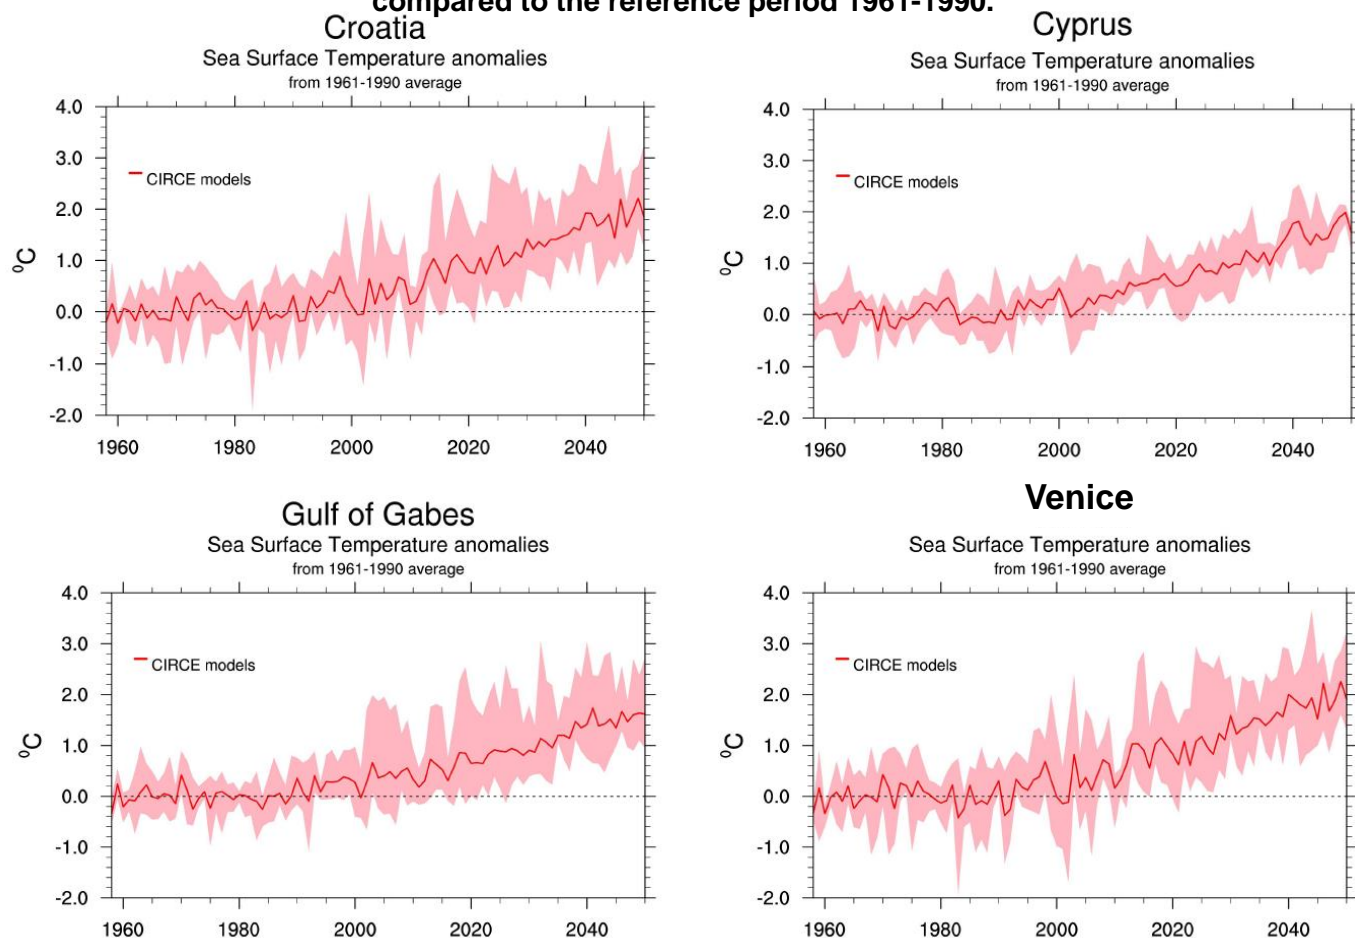 compared to the reference period 1961-1990.
Croatia
Sea Surface Temperature anomalies
from 1961-1990 average
4.0
3.0
2.0
1.0
0.0
-1.0
-2.0
⁰C
CIRCE models
1960 1980 2000 2020 2040
Cyprus
Sea Surface Temperature anomalies
from 1961-1990 average
4.0
3.0
2.0
1.0
0.0
-1.0
-2.0
⁰C
CIRCE models
1960 1980 2000 2020 2040
Gulf of Gabes
Sea Surface Temperature anomalies
from 1961-1990 average
4.0
3.0
2.0
1.0
0.0
-1.0
-2.0
⁰C
CIRCE models
1960 1980 2000 2020 2040
Venice
Sea Surface Temperature anomalies
from 1961-1990 average
4.0
3.0
2.0
1.0
0.0
-1.0
-2.0
⁰C
CIRCE models
1960 1980 2000 2020 2040